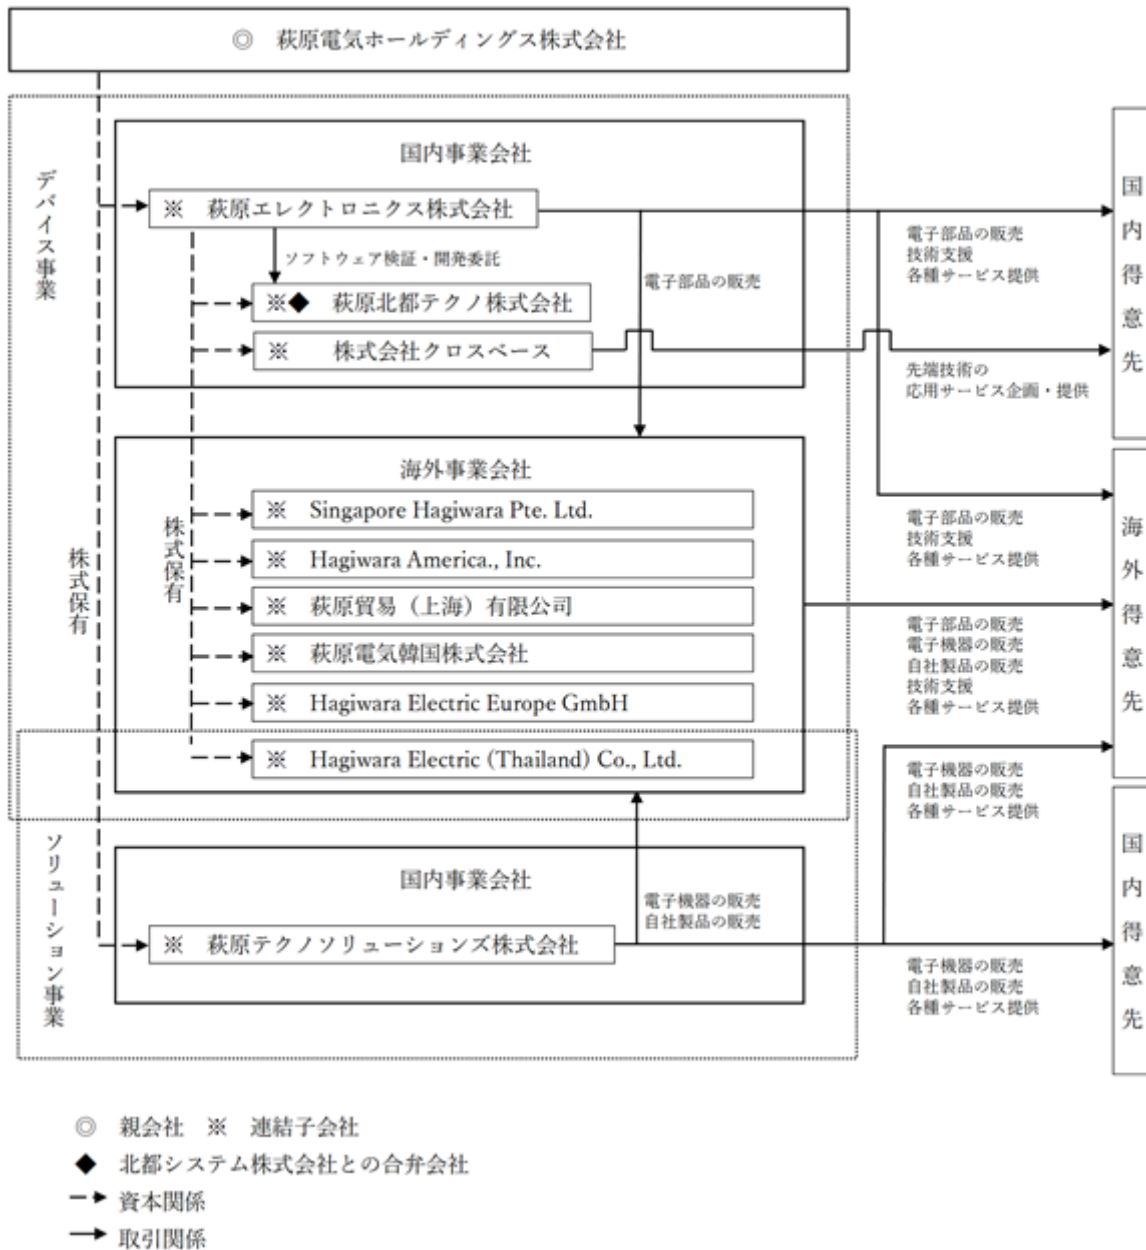 ◎ 萩原電気ホールディングス株式会社
デバイス事業
国内事業会社
※ 萩原エレクトロニクス株式会社
ソフトウェア検証・開発委託
※◆ 萩原北都テクノ株式会社
※ 株式会社クロスベース
電子部品の販売
電子部品の販売
技術支援
各種サービス提供
先端技術の
応用サービス企画・提供
国内得意先
株式保有
株式保有
海外事業会社
※ Singapore Hagiwara Pte. Ltd.
※ Hagiwara America., Inc.
※ 萩原貿易（上海）有限公司
※ 萩原電気韓国株式会社
※ Hagiwara Electric Europe GmbH
※ Hagiwara Electric (Thailand) Co., Ltd.
電子部品の販売
技術支援
各種サービス提供
電子部品の販売
電子機器の販売
自社製品の販売
技術支援
各種サービス提供
電子機器の販売
自社製品の販売
各種サービス提供
海外得意先
ソリューション事業
国内事業会社
※ 萩原テクノソリューションズ株式会社
電子機器の販売
自社製品の販売
電子機器の販売
自社製品の販売
各種サービス提供
国内得意先
◎ 親会社 ※ 連結子会社
◆ 北都システム株式会社との合弁会社
資本関係
取引関係